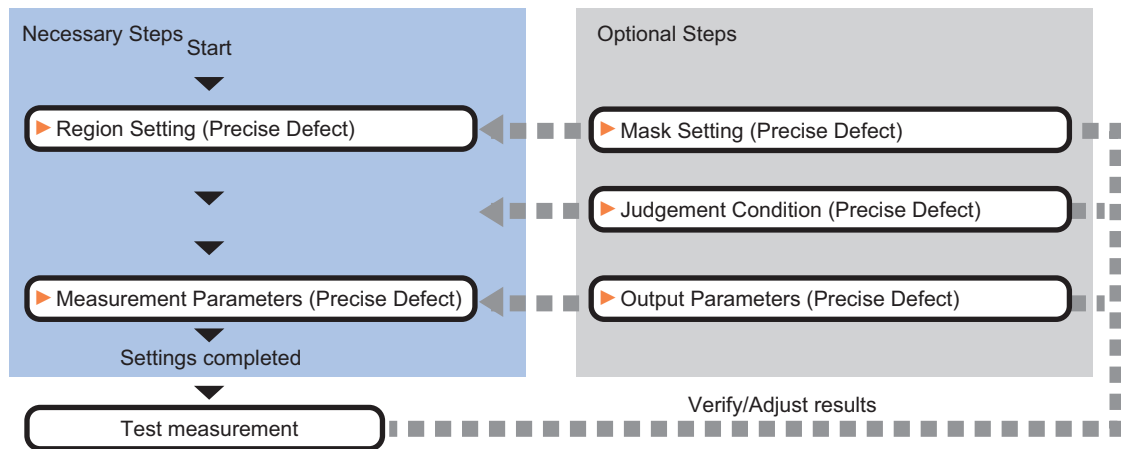 Necessary Steps
Start
Region Setting (Precise Defect)
Measurement Parameters (Precise Defect)
Settings completed
Test measurement
Optional Steps
Mask Setting (Precise Defect)
Judgement Condition (Precise Defect)
Output Parameters (Precise Defect)
Verify/Adjust results